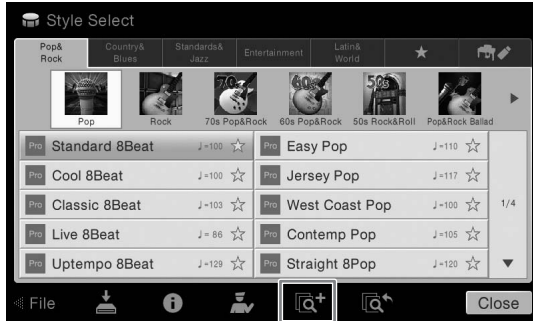 Style Select
Pop& Rock
Country& Blues
Standards& Jazz
Entertainment
Latin& World
Pop
Rock
70s
70s Pop&Rock
60s
60s Pop&Rock
50s
50s Rock&Roll
Pop&Rock Ballad
Pro Standard 8Beat ♩=100
Pro Easy Pop ♩=110
Pro Cool 8Beat ♩=100
Pro Jersey Pop ♩=117
Pro Classic 8Beat ♩=103
Pro West Coast Pop ♩=100
1/4
Pro Live 8Beat ♩= 86
Pro Contemp Pop ♩=105
Pro Uptempo 8Beat ♩=129
Pro Straight 8Pop ♩=120
File
Close